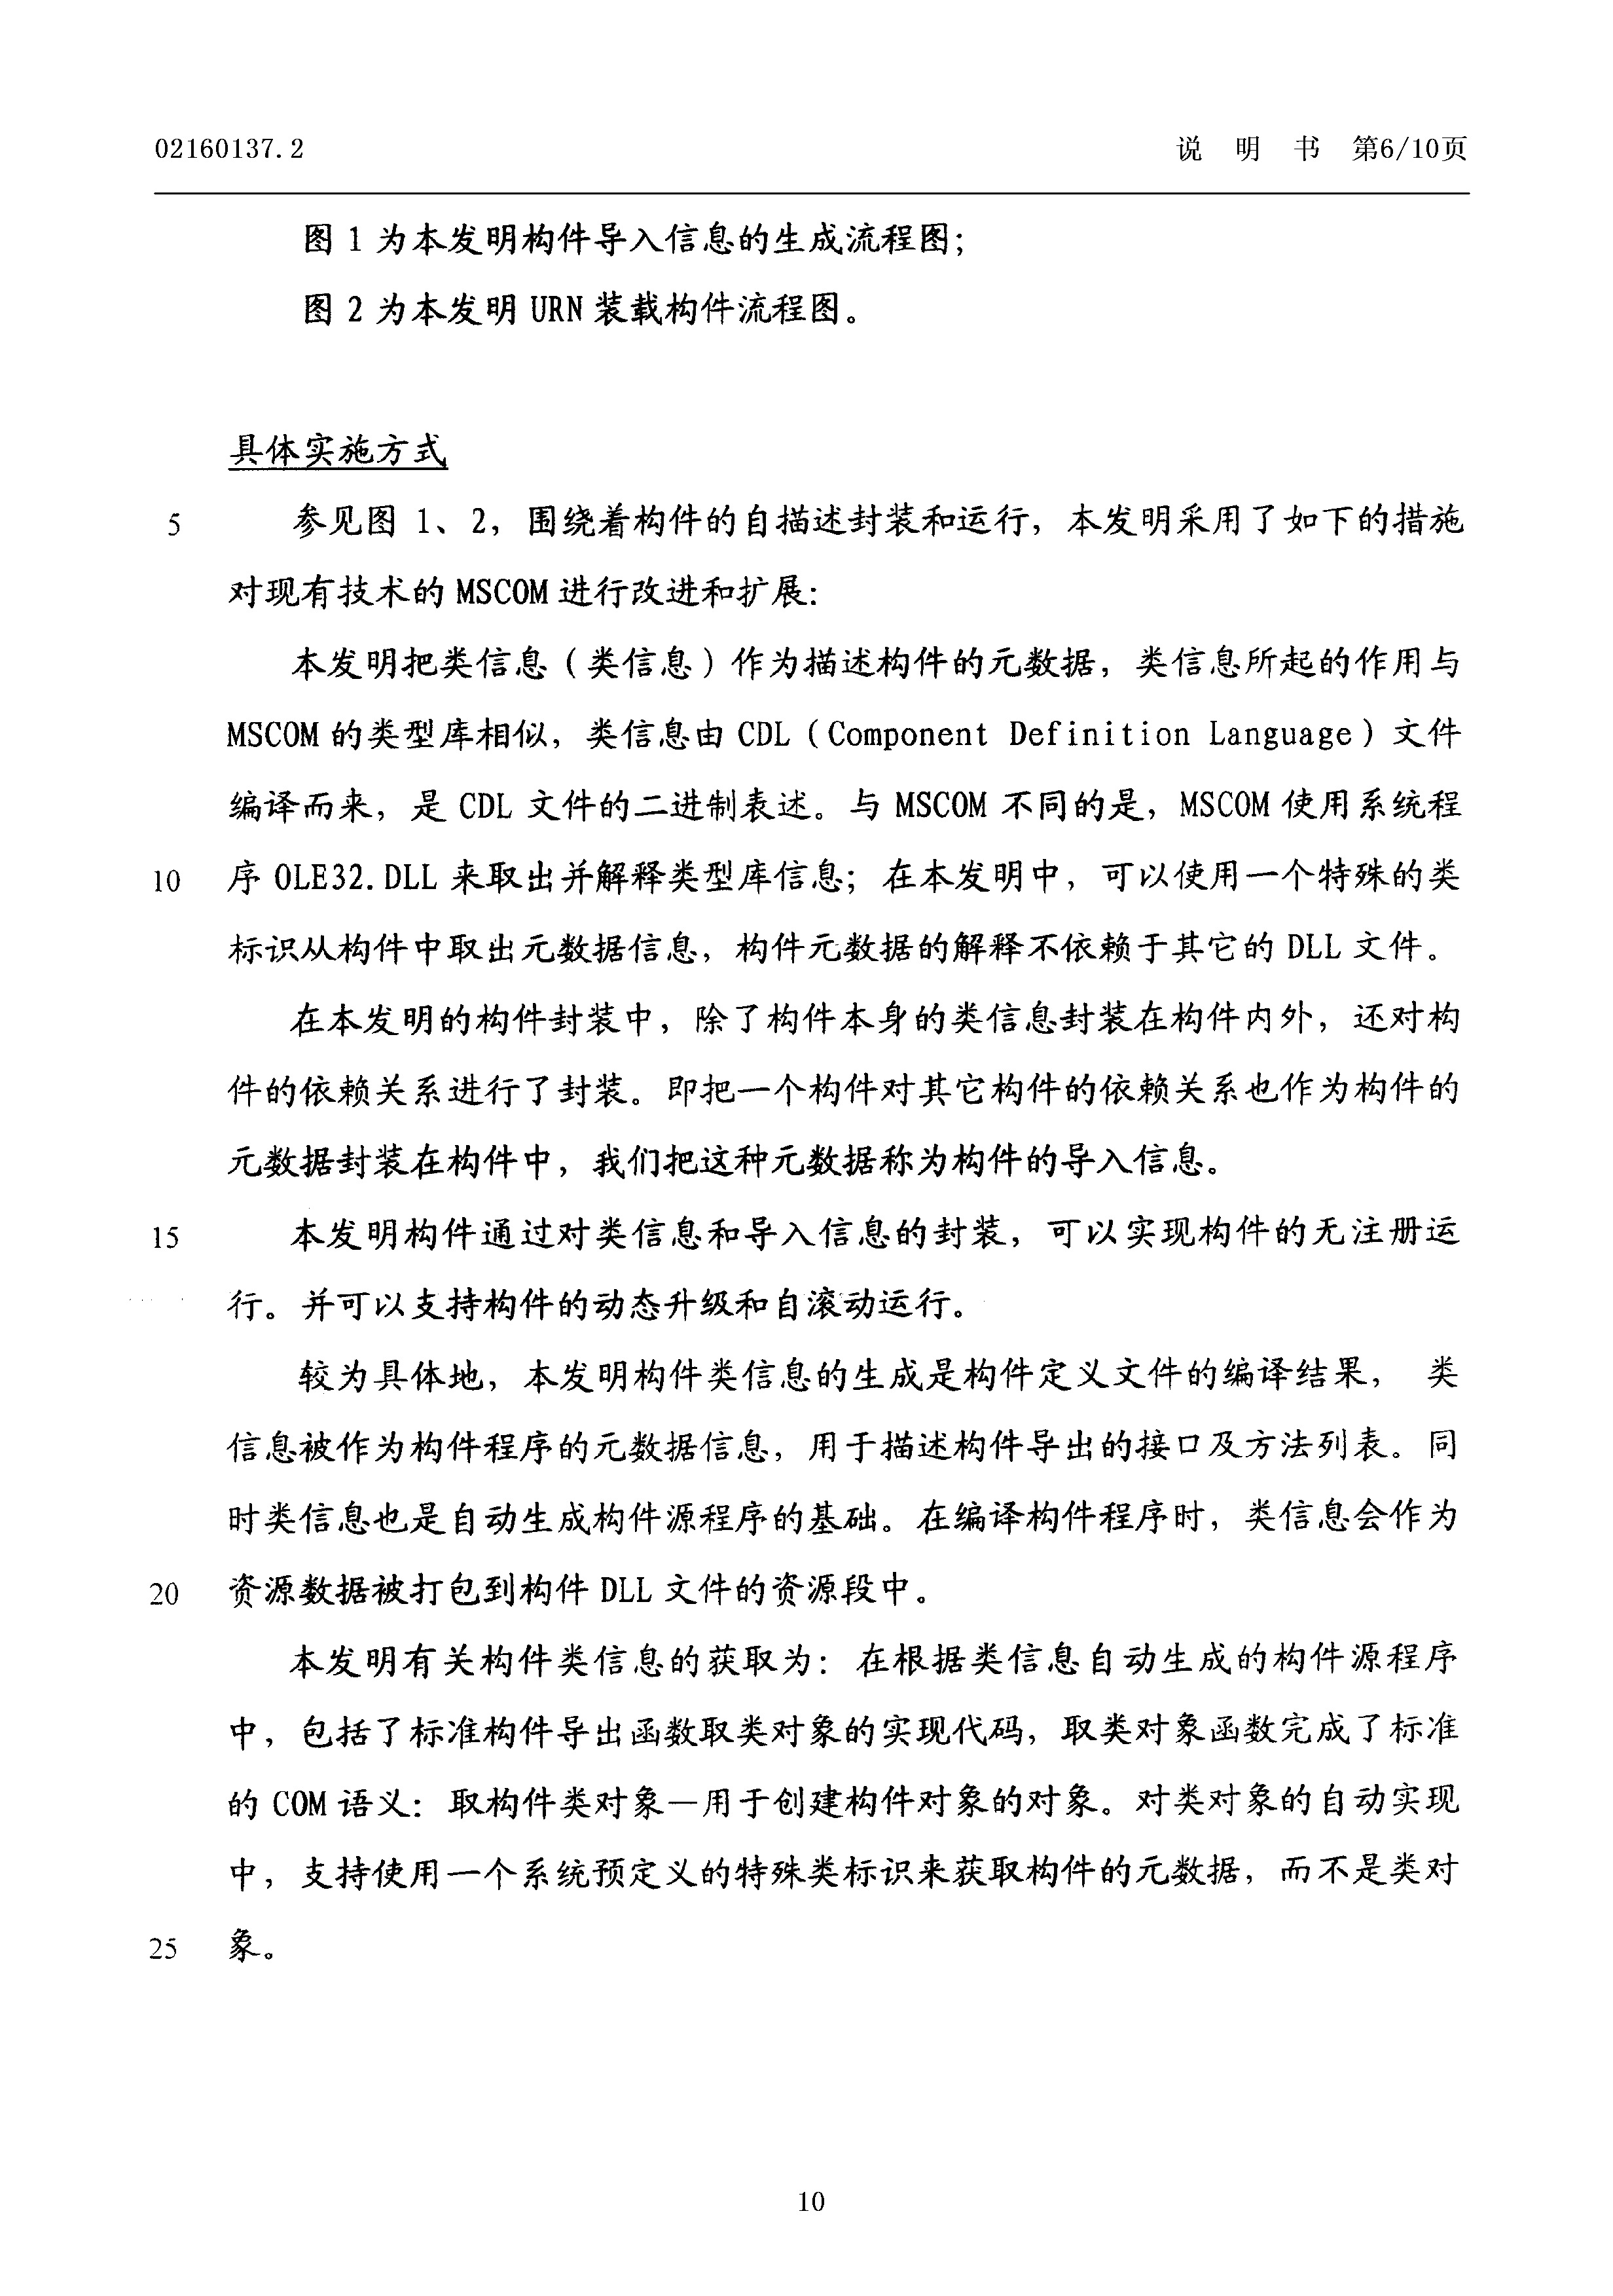 02160137.2 说 明 书 第6/10页
图 1 为本发明构件导入信息的生成流程图；
图 2 为本发明 URN 装载构件流程图。
具体实施方式
5 参见图 1、2，围绕着构件的自描述封装和运行，本发明采用了如下的措施
对现有技术的 MSCOM 进行改进和扩展：
本发明把类信息（类信息）作为描述构件的元数据，类信息所起的作用与
MSCOM 的类型库相似，类信息由 CDL（Component Definition Language）文件
编译而来，是 CDL 文件的二进制表述。与 MSCOM 不同的是，MSCOM 使用系统程
10 序 OLE32.DLL 来取出并解释类型库信息；在本发明中，可以使用一个特殊的类
标识从构件中取出元数据信息，构件元数据的解释不依赖于其它的 DLL 文件。
在本发明的构件封装中，除了构件本身的类信息封装在构件内外，还对构
件的依赖关系进行了封装。即把一个构件对其它构件的依赖关系也作为构件的
元数据封装在构件中，我们把这种元数据称为构件的导入信息。
15 本发明构件通过对类信息和导入信息的封装，可以实现构件的无注册运
行。并可以支持构件的动态升级和自滚动运行。
较为具体地，本发明构件类信息的生成是构件定义文件的编译结果， 类
信息被作为构件程序的元数据信息，用于描述构件导出的接口及方法列表。同
时类信息也是自动生成构件源程序的基础。在编译构件程序时，类信息会作为
20 资源数据被打包到构件 DLL 文件的资源段中。
本发明有关构件类信息的获取为：在根据类信息自动生成的构件源程序
中，包括了标准构件导出函数取类对象的实现代码，取类对象函数完成了标准
的 COM 语义：取构件类对象—用于创建构件对象的对象。对类对象的自动实现
中，支持使用一个系统预定义的特殊类标识来获取构件的元数据，而不是类对
25 象。
10